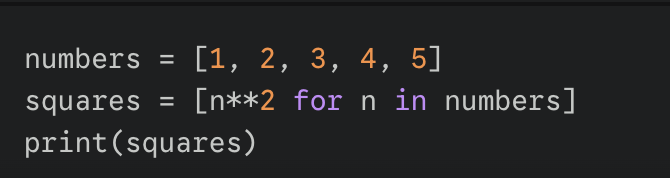 numbers = [1, 2, 3, 4, 5]
squares = [n**2 for n in numbers]
print(squares)